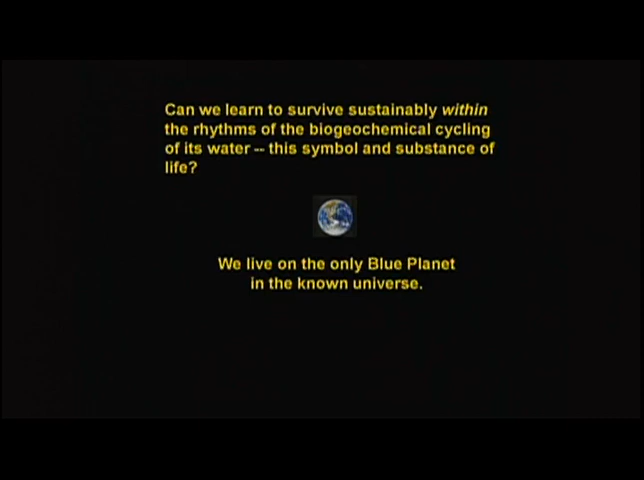 Can we learn to survive sustainably within
the rhythms of the biogeochemical cycling
of its water -- this symbol and substance of
life?
We live on the only Blue Planet
in the known universe.